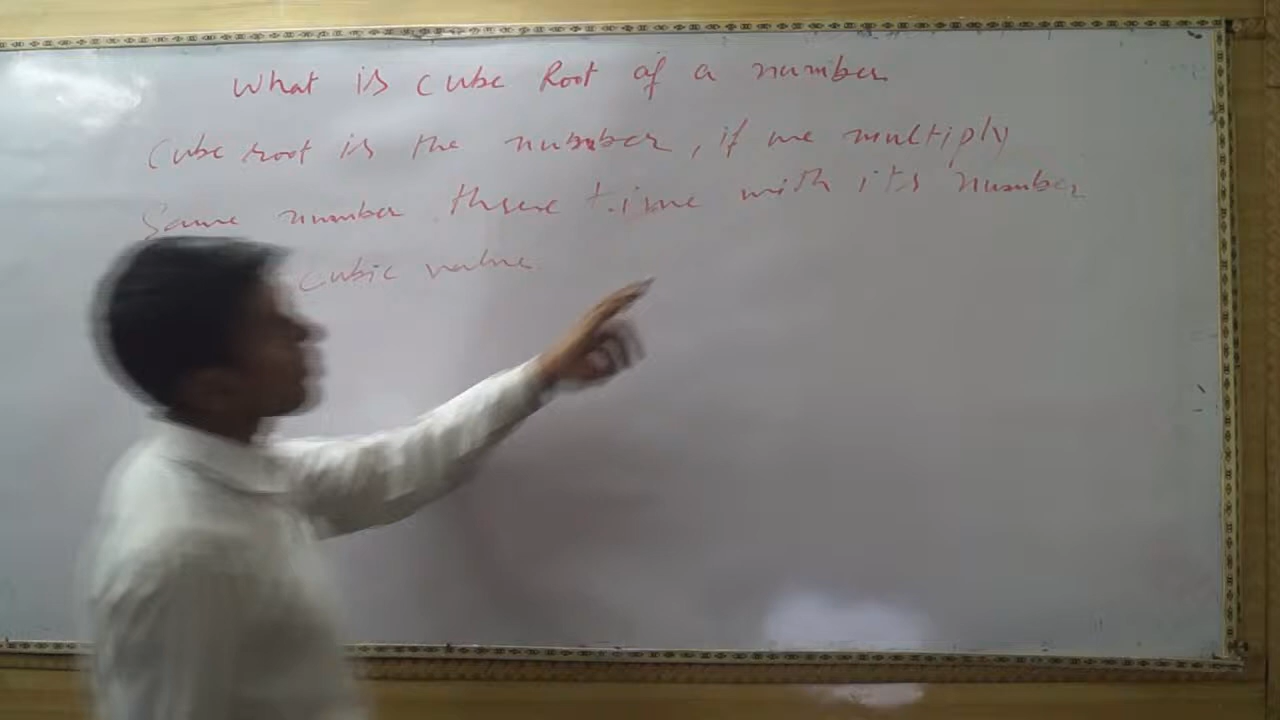 What is cube Root of a number
Cube root is the number, if we multiply
Same number three time with its number
cubic value